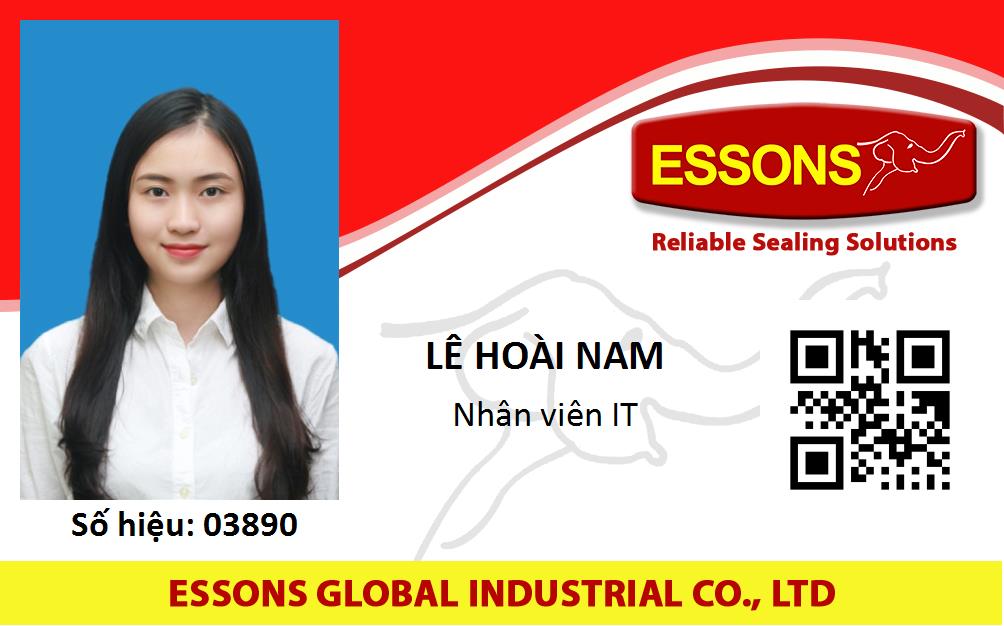 ESSONS
Reliable Sealing Solutions
LÊ HOÀI NAM
Nhân viên IT
Số hiệu: 03890
ESSONS GLOBAL INDUSTRIAL CO., LTD